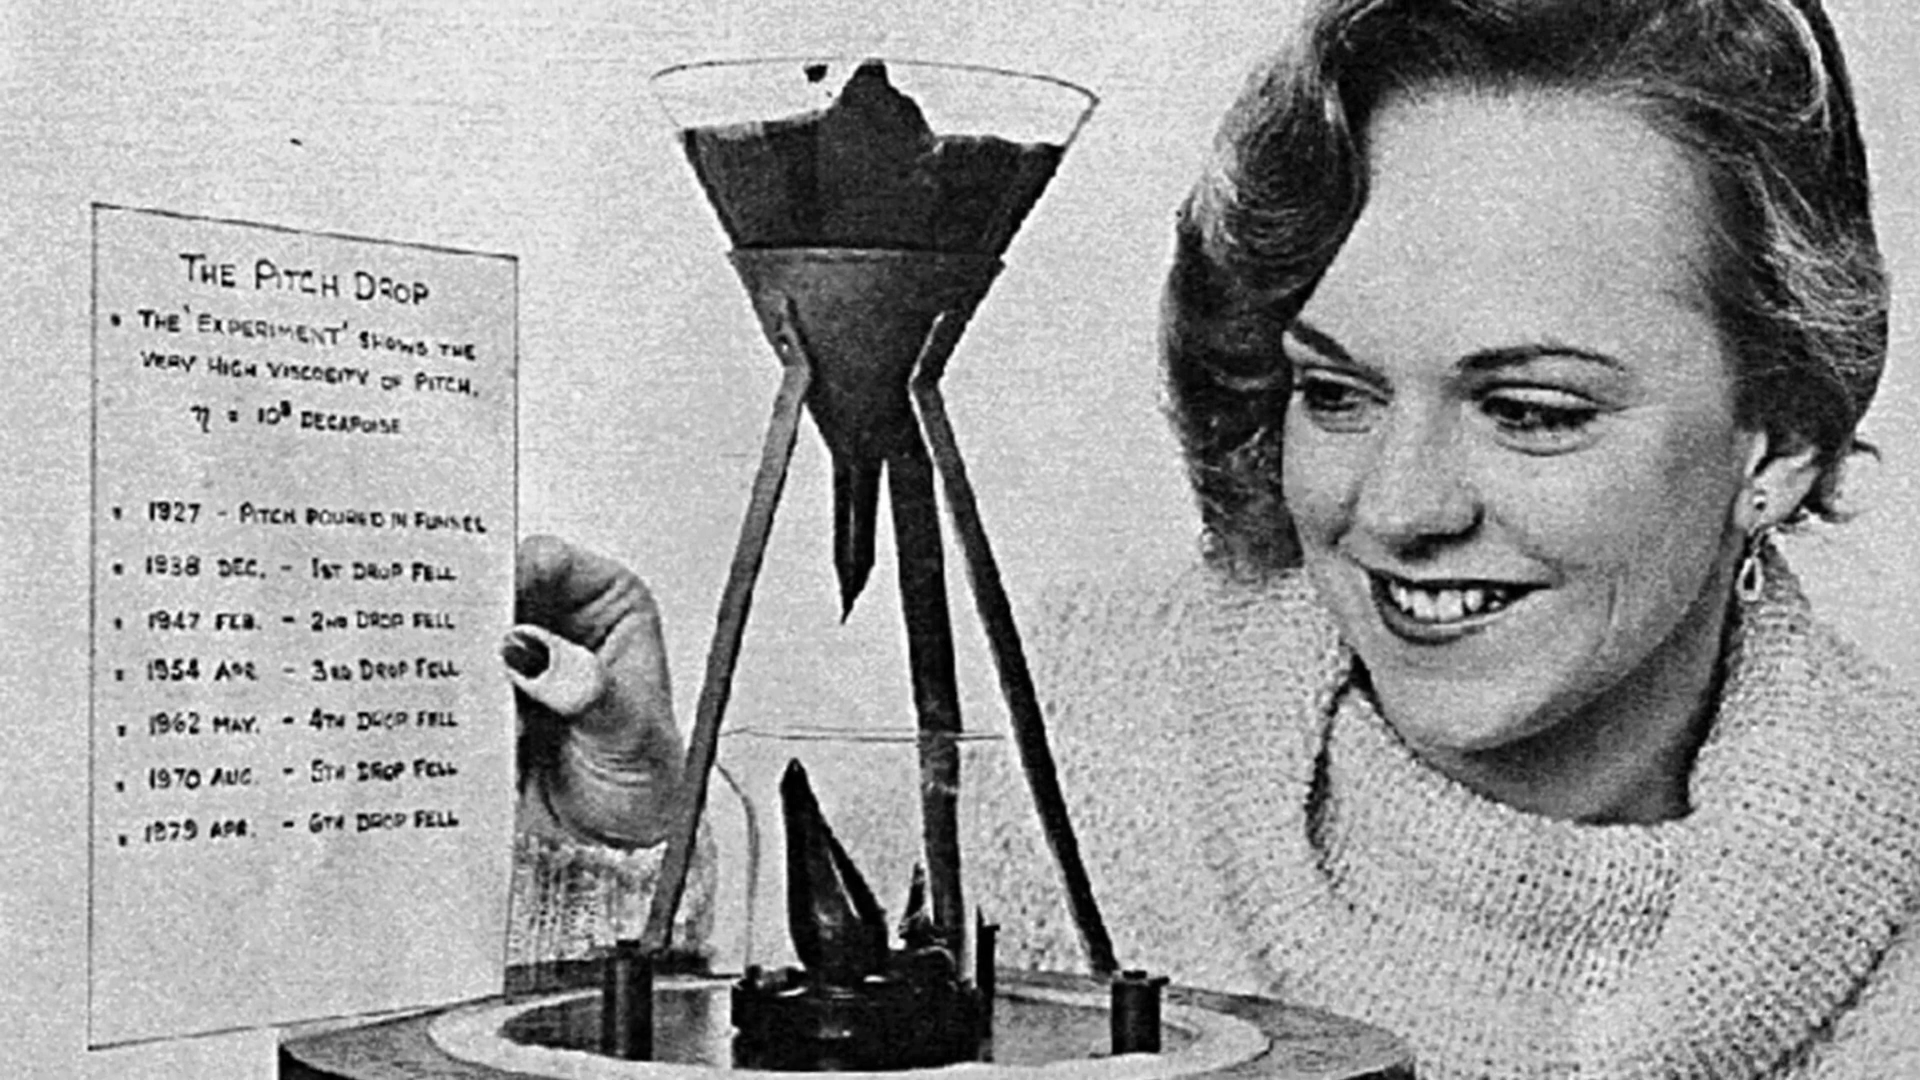 THE PITCH DROP
• THE 'EXPERIMENT' SHOWS THE
VERY HIGH VISCOSITY OF PITCH.
η = 10⁸ DECAPOISE
• 1927 - PITCH POURED IN FUNNEL
• 1938 DEC. - 1ST DROP FELL
• 1947 FEB. - 2ND DROP FELL
• 1954 APR. - 3RD DROP FELL
• 1962 MAY. - 4TH DROP FELL
• 1970 AUG. - 5TH DROP FELL
• 1979 APR. - 6TH DROP FELL